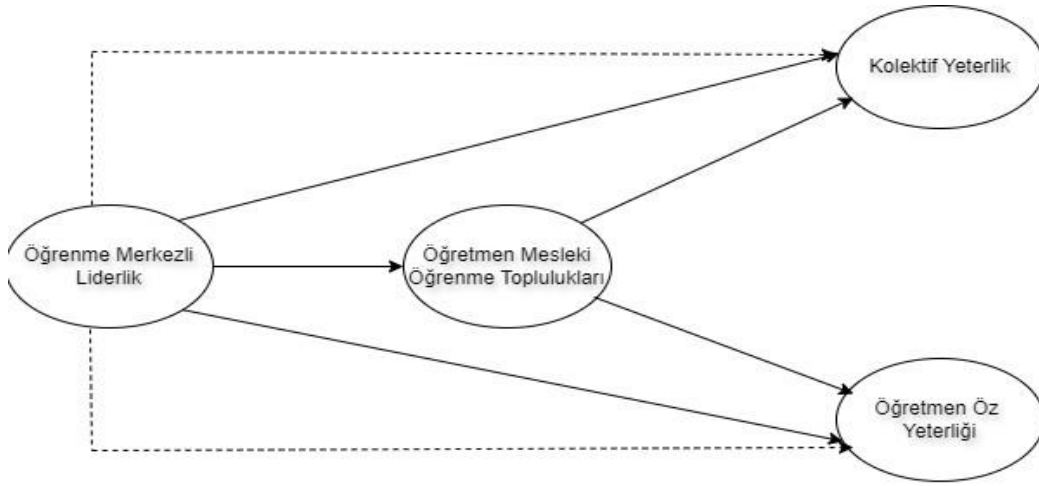 Kolektif Yeterlik
Öğrenme Merkezli
Liderlik
Öğretmen Mesleki
Öğrenme Toplulukları
Öğretmen Öz
Yeterliği